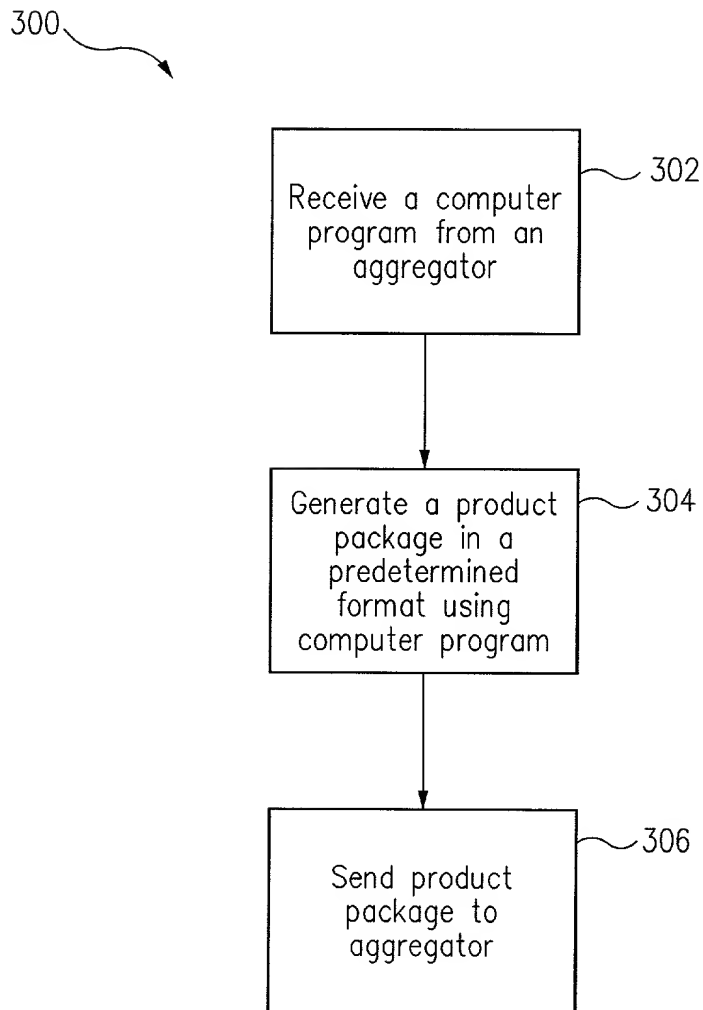 300
302
Receive a computer
program from an
aggregator
304
Generate a product
package in a
predetermined
format using
computer program
306
Send product
package to
aggregator